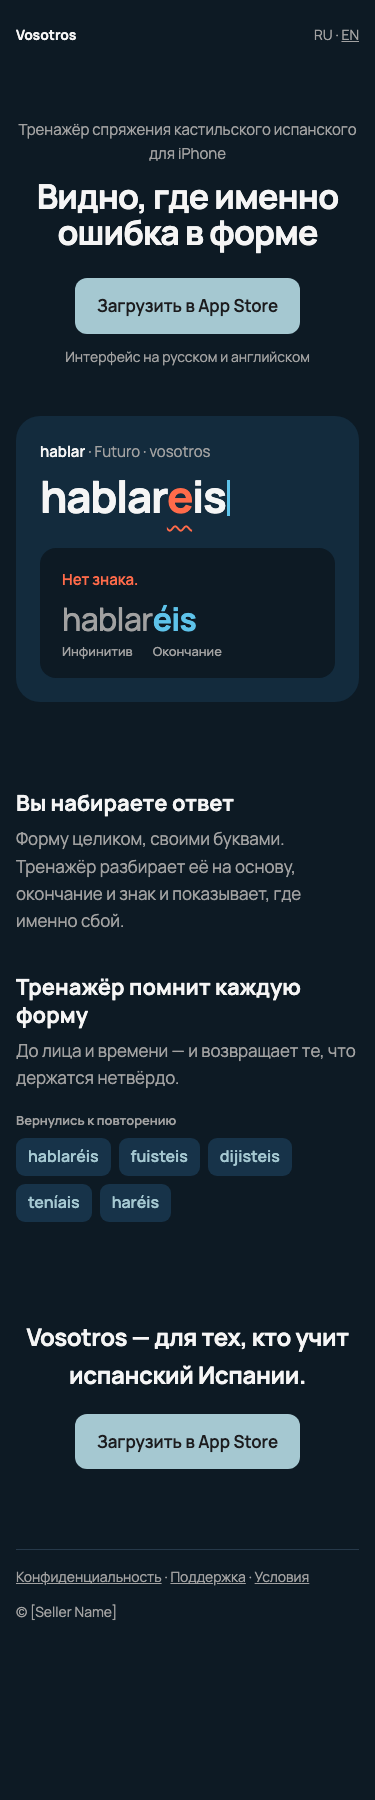 Vosotros
RU · EN
Тренажёр спряжения кастильского испанского
для iPhone
Видно, где именно
ошибка в форме
Загрузить в App Store
Интерфейс на русском и английском
hablar · Futuro · vosotros
hablareis
Нет знака.
hablaréis
Инфинитив Окончание
Вы набираете ответ
Форму целиком, своими буквами.
Тренажёр разбирает её на основу,
окончание и знак и показывает, где
именно сбой.
Тренажёр помнит каждую
форму
До лица и времени — и возвращает те, что
держатся нетвёрдо.
Вернулись к повторению
hablaréis fuisteis dijisteis
teníais haréis
Vosotros — для тех, кто учит
испанский Испании.
Загрузить в App Store
Конфиденциальность · Поддержка · Условия
© [Seller Name]